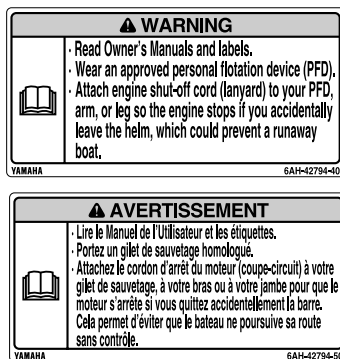 WARNING
· Read Owner's Manuals and labels.
· Wear an approved personal flotation device (PFD).
· Attach engine shut-off cord (lanyard) to your PFD,
arm, or leg so the engine stops if you accidentally
leave the helm, which could prevent a runaway
boat.
YAMAHA 6AH-42794-40
AVERTISSEMENT
· Lire le Manuel de l'Utilisateur et les étiquettes.
· Portez un gilet de sauvetage homologué.
· Attachez le cordon d'arrêt du moteur (coupe-circuit) à votre
gilet de sauvetage, à votre bras ou à votre jambe pour que le
moteur s'arrête si vous quittez accidentellement la barre.
Cela permet d'éviter que le bateau ne poursuive sa route
sans contrôle.
YAMAHA 6AH-42794-50